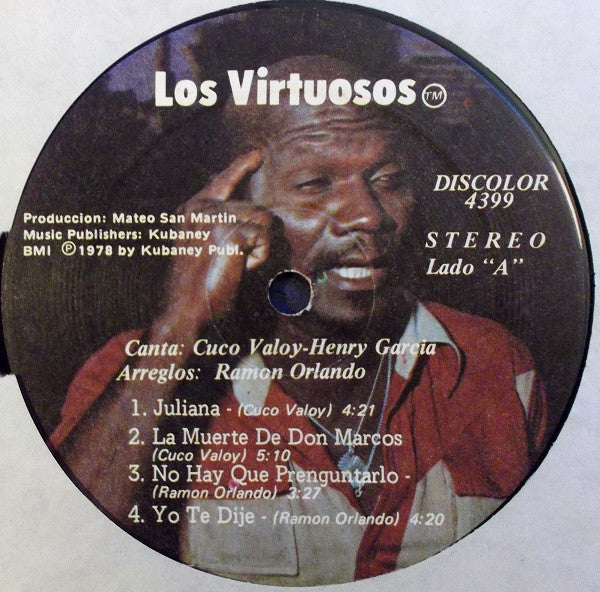 Los Virtuosos TM
DISCOLOR
4399
Produccion: Mateo San Martin
Music Publishers: Kubaney
BMI ℗1978 by Kubaney Publ.
STEREO
Lado "A"
Canta: Cuco Valoy-Henry Garcia
Arreglos: Ramon Orlando
1. Juliana - (Cuco Valoy) 4:21
2. La Muerte De Don Marcos
(Cuco Valoy) 5:10
3. No Hay Que Prenguntarlo -
(Ramon Orlando) 3:27
4. Yo Te Dije - (Ramon Orlando) 4:20